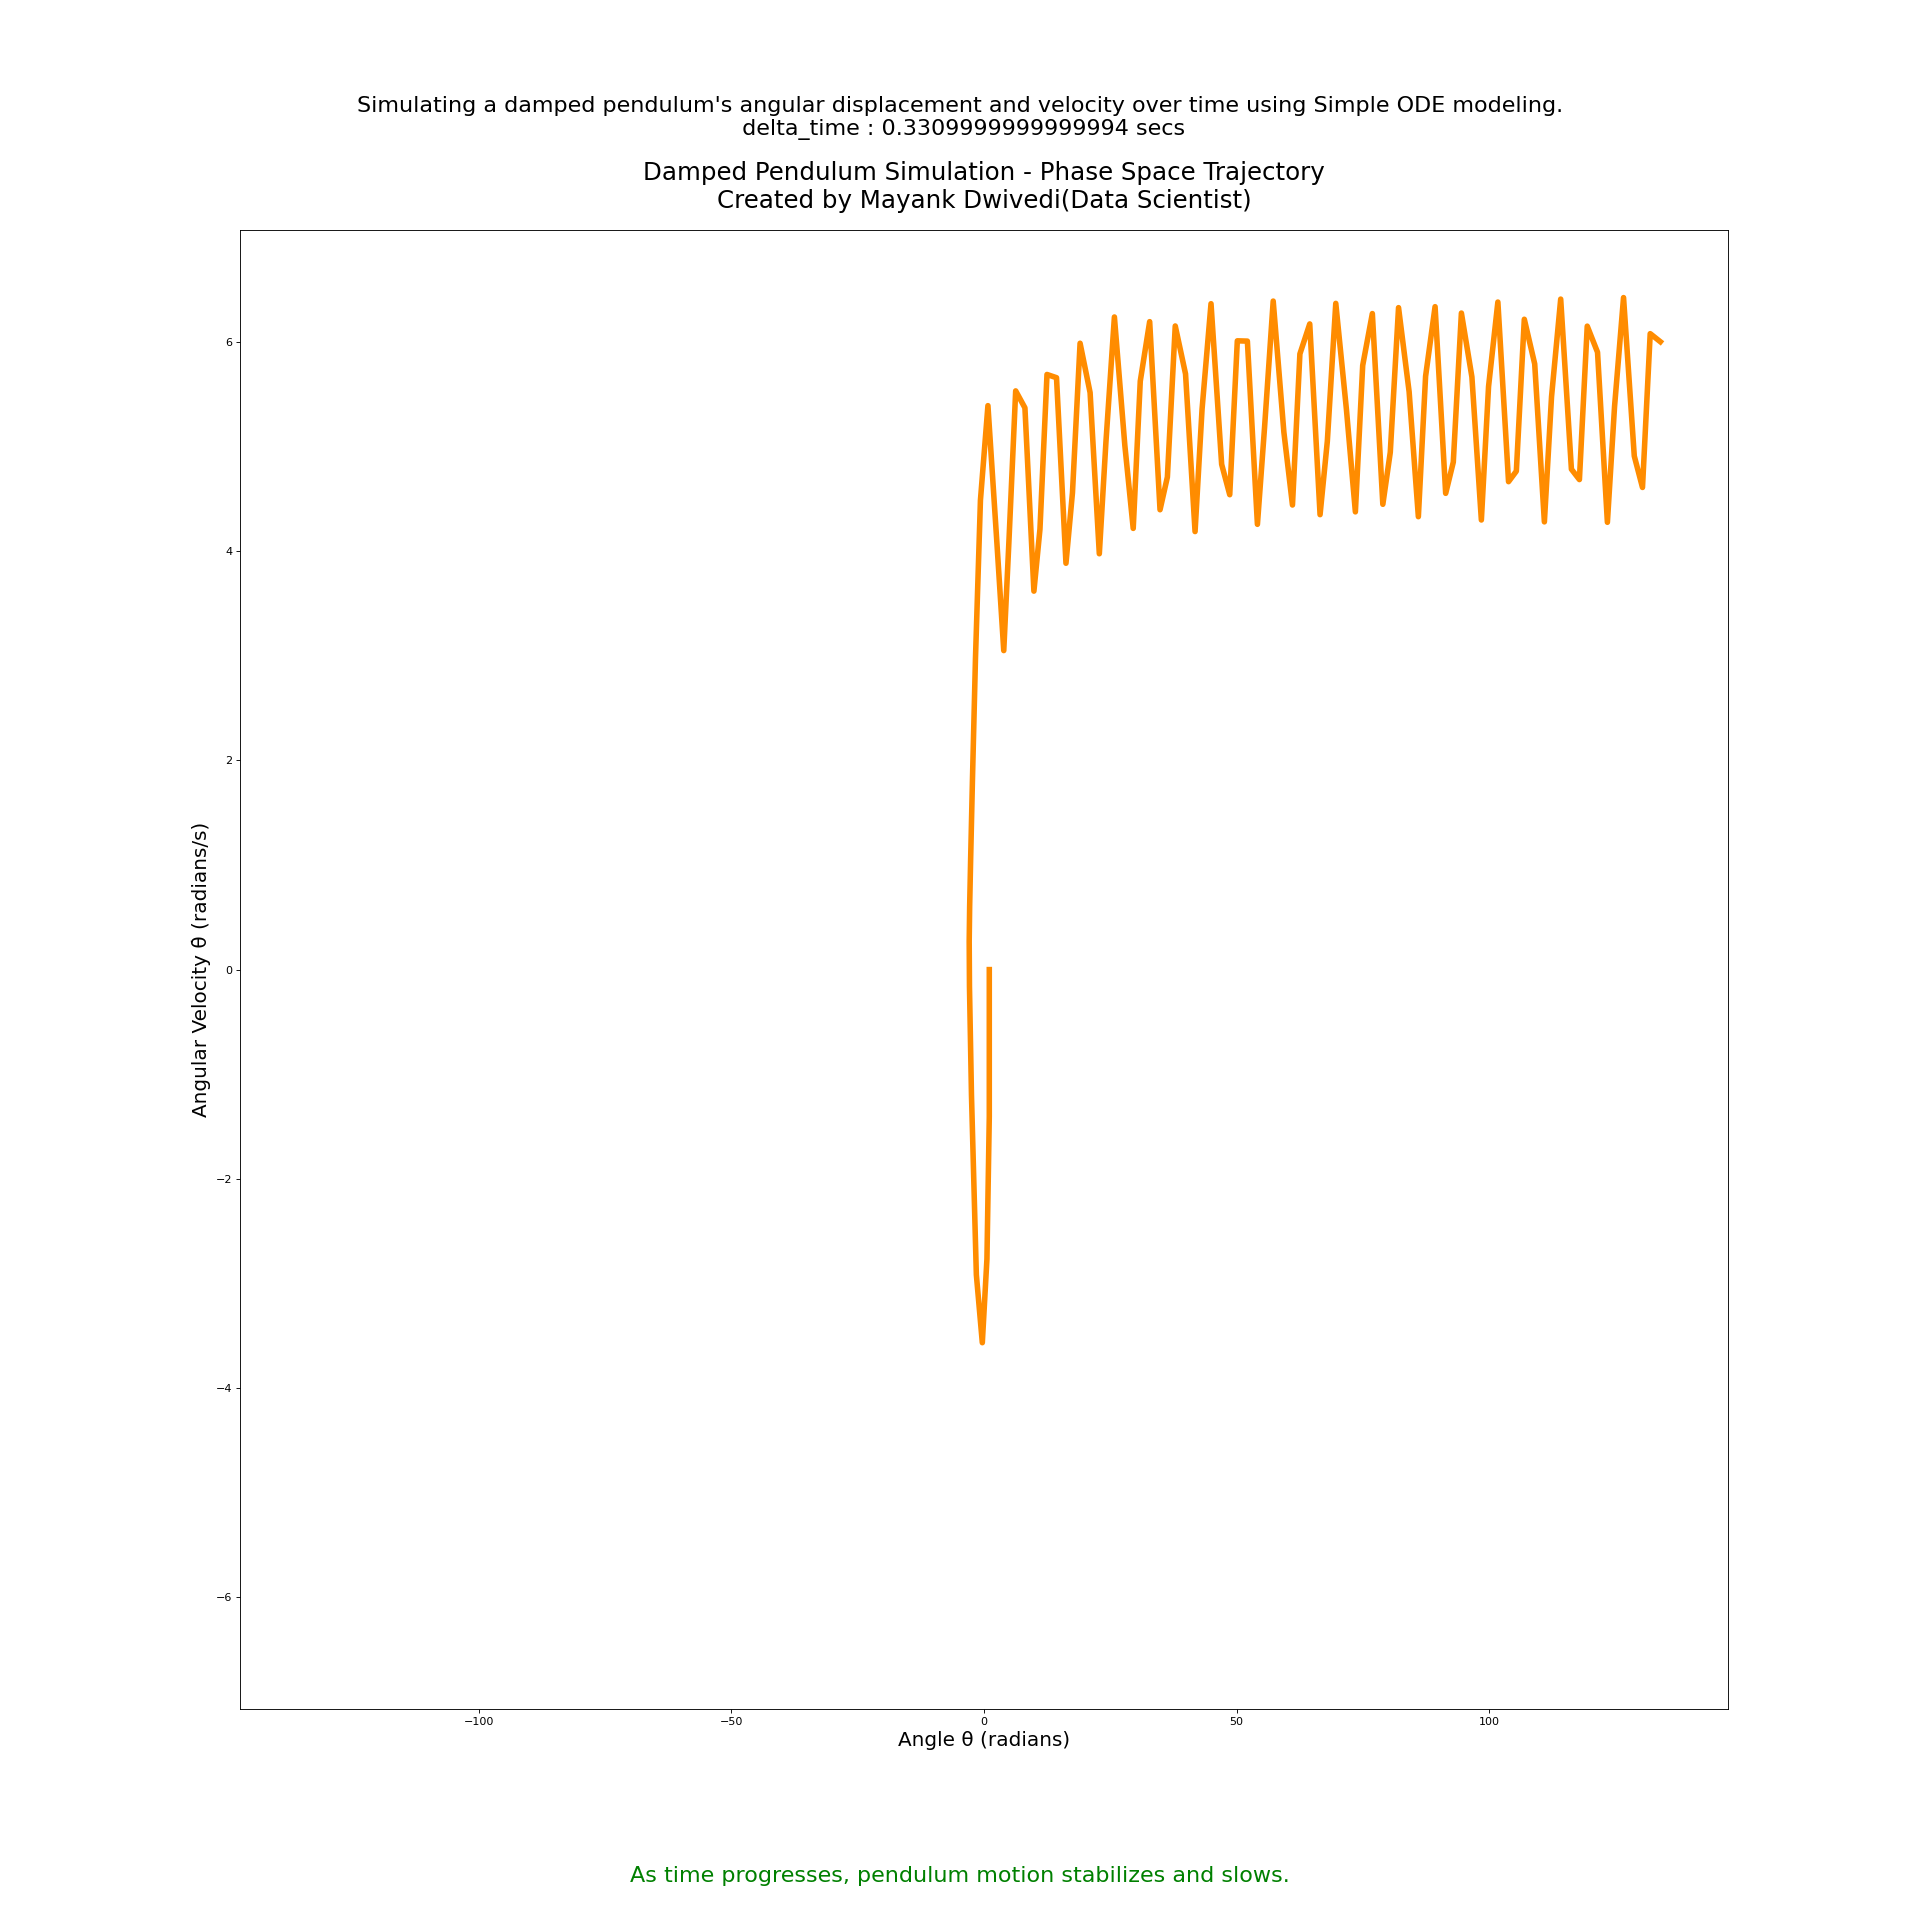 Simulating a damped pendulum's angular displacement and velocity over time using Simple ODE modeling.
delta_time : 0.3309999999999994 secs
Damped Pendulum Simulation - Phase Space Trajectory
Created by Mayank Dwivedi(Data Scientist)
6
4
2
0
−2
−4
−6
Angular Velocity θ̇ (radians/s)
−100
−50
0
50
100
Angle θ (radians)
As time progresses, pendulum motion stabilizes and slows.